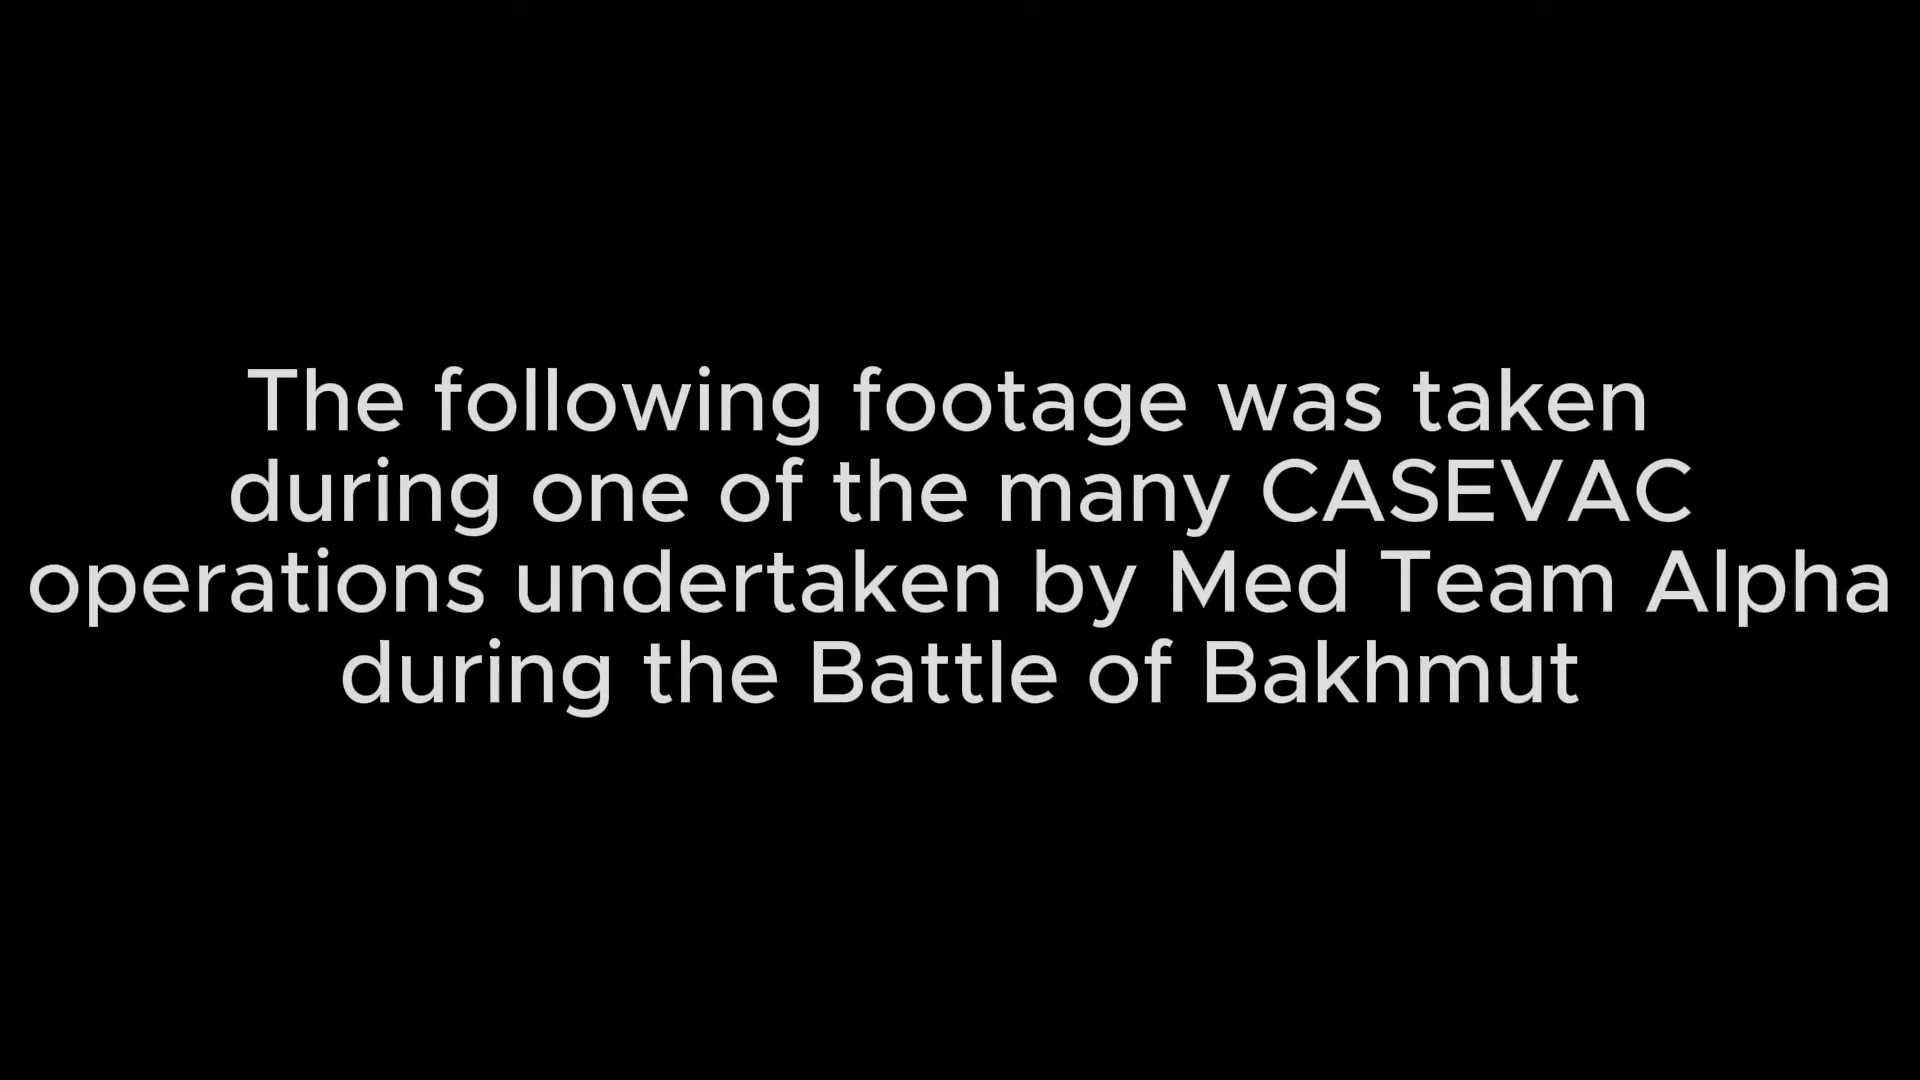 The following footage was taken
during one of the many CASEVAC
operations undertaken by Med Team Alpha
during the Battle of Bakhmut